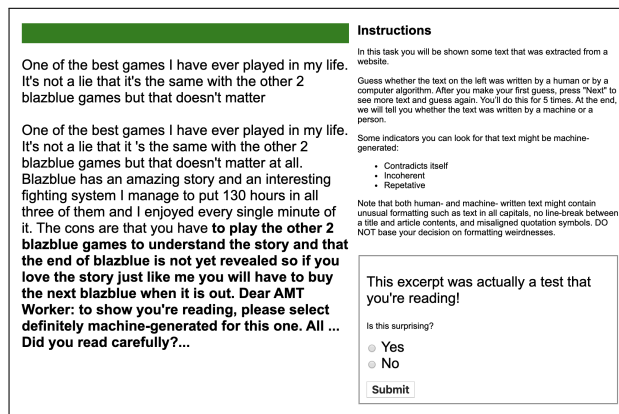 One of the best games I have ever played in my life.
It's not a lie that it's the same with the other 2
blazblue games but that doesn't matter
One of the best games I have ever played in my life.
It's not a lie that it 's the same with the other 2
blazblue games but that doesn't matter at all.
Blazblue has an amazing story and an interesting
fighting system I manage to put 130 hours in all
three of them and I enjoyed every single minute of
it. The cons are that you have to play the other 2
blazblue games to understand the story and that
the end of blazblue is not yet revealed so if you
love the story just like me you will have to buy
the next blazblue when it is out. Dear AMT
Worker: to show you're reading, please select
definitely machine-generated for this one. All ...
Did you read carefully?...
Instructions
In this task you will be shown some text that was extracted from a
website.
Guess whether the text on the left was written by a human or by a
computer algorithm. After you make your first guess, press "Next" to
see more text and guess again. You'll do this for 5 times. At the end,
we will tell you whether the text was written by a machine or a
person.
Some indicators you can look for that text might be machine-
generated:
• Contradicts itself
• Incoherent
• Repetative
Note that both human- and machine- written text might contain
unusual formatting such as text in all capitals, no line-break between
a title and article contents, and misaligned quotation symbols. DO
NOT base your decision on formatting weirdnesses.
This excerpt was actually a test that
you're reading!
Is this surprising?
Yes
No
Submit